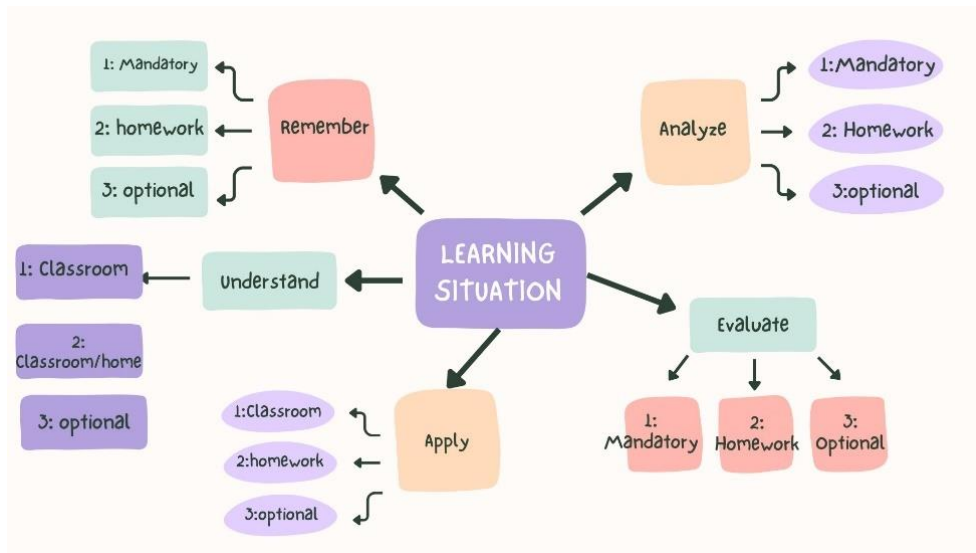 LEARNING
SITUATION
Remember
1: Mandatory
2: homework
3: optional
Understand
1: Classroom
2:
Classroom/home
3: optional
Apply
1:Classroom
2:homework
3:optional
Analyze
1:Mandatory
2: Homework
3:optional
Evaluate
1:
Mandatory
2:
Homework
3:
Optional